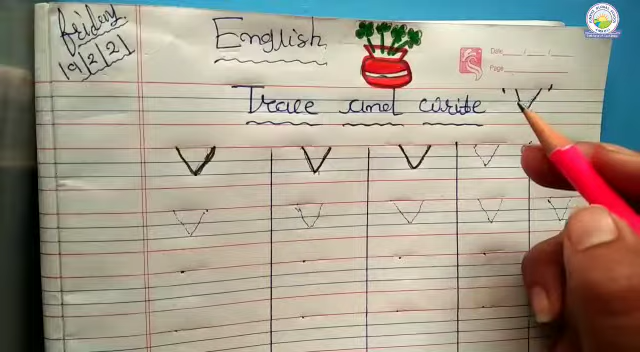 Friday
19/2/21
English
Date
Page
Trace and write "V"
V V V V
V V V V V